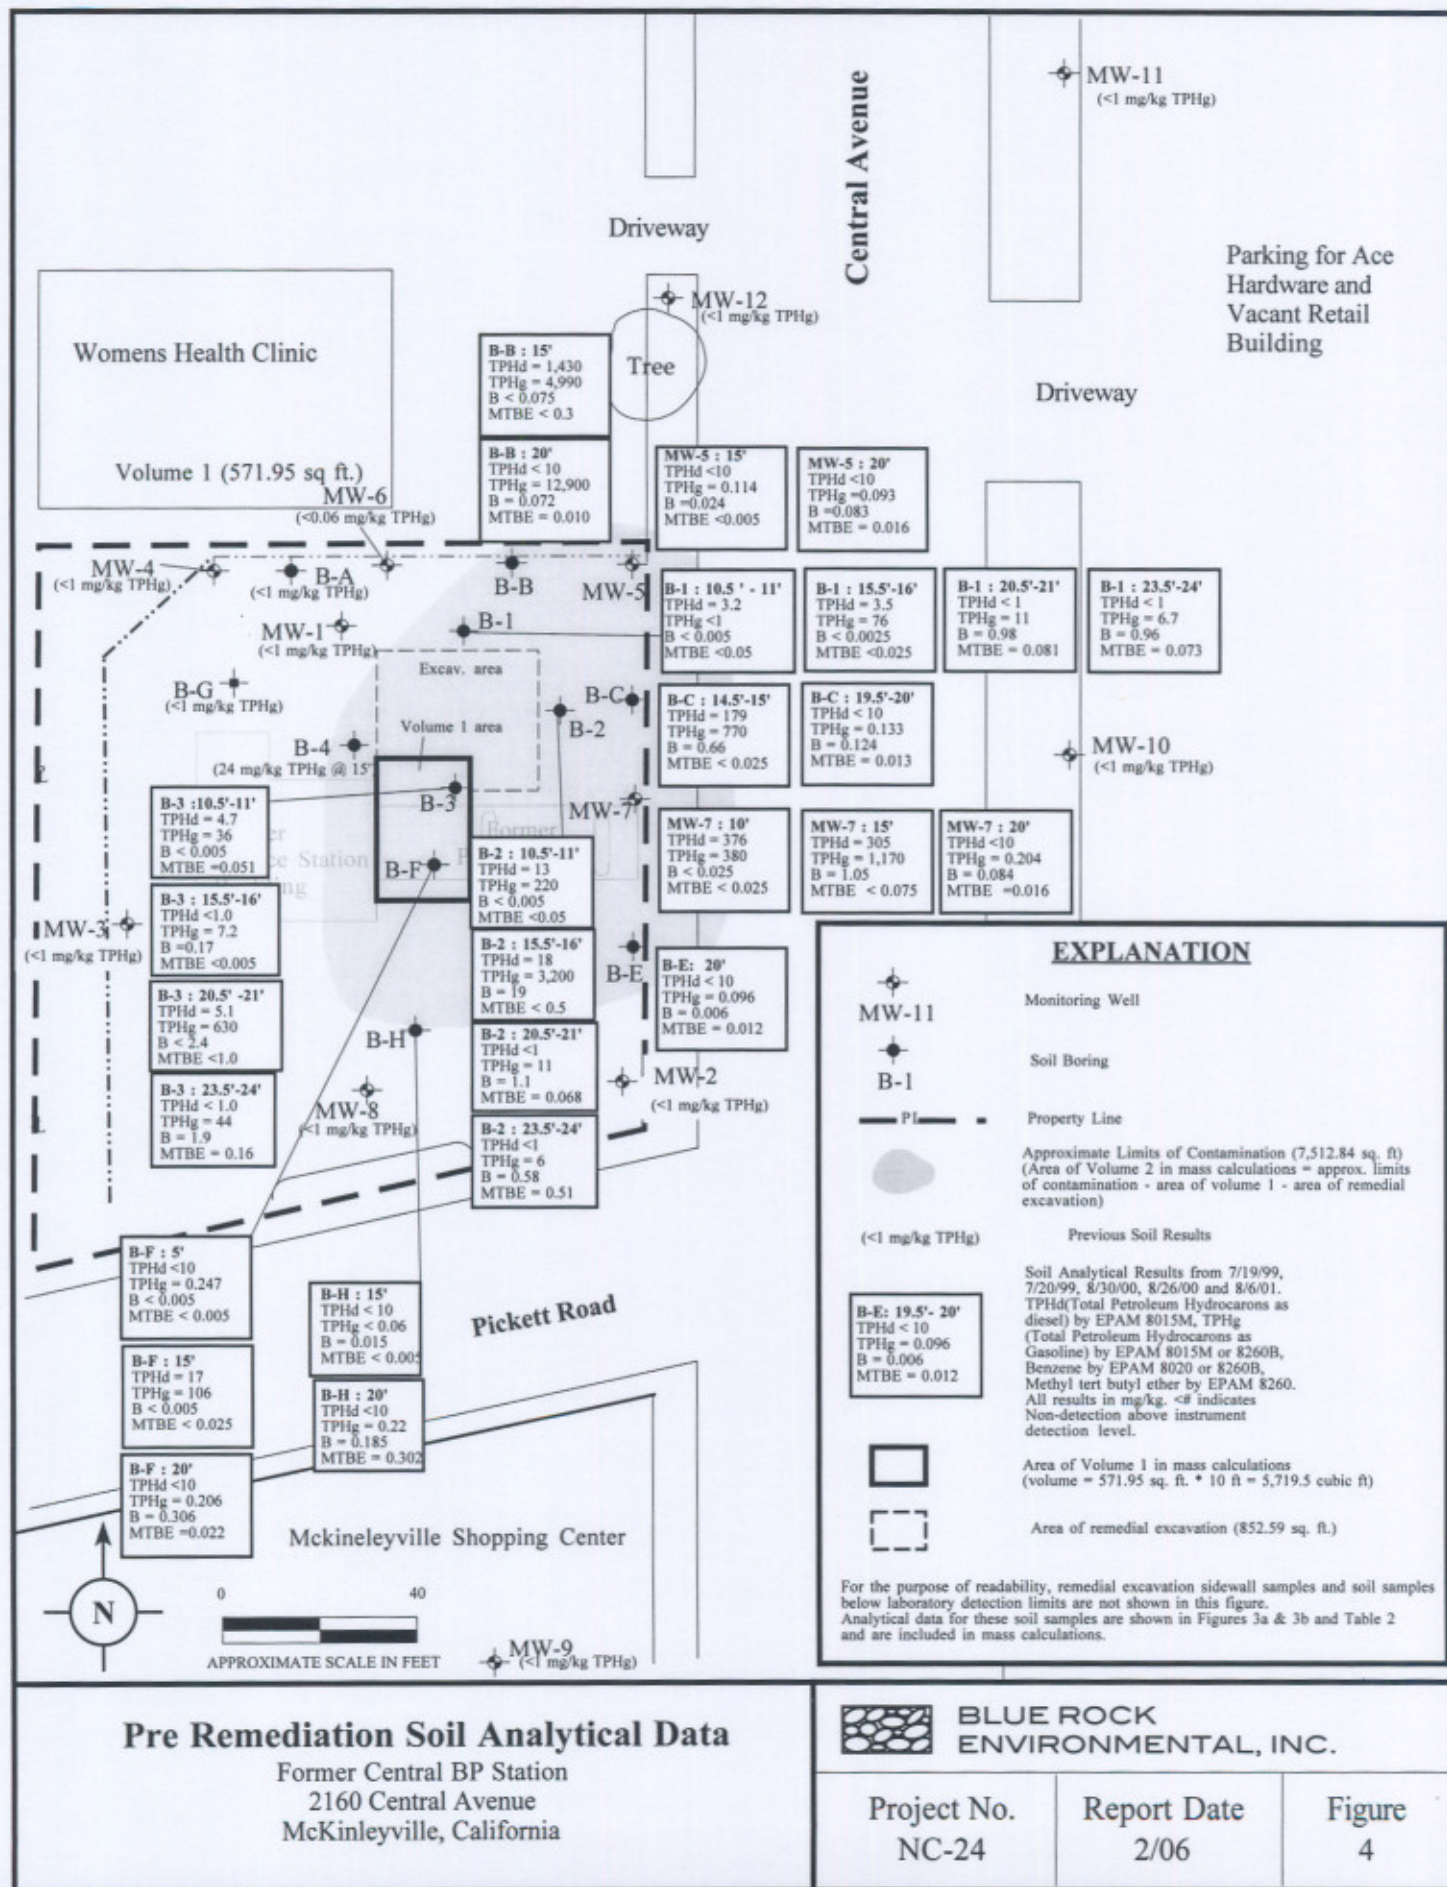 MW-11
(<1 mg/kg TPHg)
Central Avenue
Driveway
Parking for Ace
Hardware and
Vacant Retail
Building
MW-12
(<1 mg/kg TPHg)
Tree
Driveway
Womens Health Clinic
Volume 1 (571.95 sq ft.)
MW-6
(<0.06 mg/kg TPHg)
B-B : 15'
TPHd = 1,430
TPHg = 4,990
B < 0.075
MTBE < 0.3
B-B : 20'
TPHd < 10
TPHg = 12,900
B = 0.072
MTBE = 0.010
MW-5 : 15'
TPHd <10
TPHg = 0.114
B =0.024
MTBE <0.005
MW-5 : 20'
TPHd <10
TPHg =0.093
B =0.083
MTBE = 0.016
MW-4
(<1 mg/kg TPHg)
B-A
(<1 mg/kg TPHg)
B-B
MW-5
MW-1
(<1 mg/kg TPHg)
B-1
B-1 : 10.5 ' - 11'
TPHd = 3.2
TPHg <1
B < 0.005
MTBE <0.05
B-1 : 15.5'-16'
TPHd = 3.5
TPHg = 76
B < 0.0025
MTBE <0.025
B-1 : 20.5'-21'
TPHd < 1
TPHg = 11
B = 0.98
MTBE = 0.081
B-1 : 23.5'-24'
TPHd < 1
TPHg = 6.7
B = 0.96
MTBE = 0.073
Excav. area
B-G
(<1 mg/kg TPHg)
Volume 1 area
B-C
B-2
B-C : 14.5'-15'
TPHd = 179
TPHg = 770
B = 0.66
MTBE < 0.025
B-C : 19.5'-20'
TPHd < 10
TPHg = 0.133
B = 0.124
MTBE = 0.013
B-4
(24 mg/kg TPHg @ 15'
MW-10
(<1 mg/kg TPHg)
B-3
MW-7
Former
B-F
ce Station
B-3 :10.5'-11'
TPHd = 4.7
TPHg = 36
B < 0.005
MTBE =0.051
B-3 : 15.5'-16'
TPHd <1.0
TPHg = 7.2
B =0.17
MTBE <0.005
B-3 : 20.5' -21'
TPHd = 5.1
TPHg = 630
B < 2.4
MTBE <1.0
B-3 : 23.5'-24'
TPHd < 1.0
TPHg = 44
B = 1.9
MTBE = 0.16
B-2 : 10.5'-11'
TPHd = 13
TPHg = 220
B < 0.005
MTBE <0.05
B-2 : 15.5'-16'
TPHd = 18
TPHg = 3,200
B = 19
MTBE < 0.5
B-2 : 20.5'-21'
TPHd <1
TPHg = 11
B = 1.1
MTBE = 0.068
B-2 : 23.5'-24'
TPHd <1
TPHg = 6
B = 0.58
MTBE = 0.51
MW-7 : 10'
TPHd = 376
TPHg = 380
B < 0.025
MTBE < 0.025
MW-7 : 15'
TPHd = 305
TPHg = 1,170
B = 1.05
MTBE < 0.075
MW-7 : 20'
TPHd <10
TPHg = 0.204
B = 0.084
MTBE =0.016
MW-3
(<1 mg/kg TPHg)
B-E
B-E: 20'
TPHd < 10
TPHg = 0.096
B = 0.006
MTBE = 0.012
B-H
MW-8
(<1 mg/kg TPHg)
MW-2
(<1 mg/kg TPHg)
B-F : 5'
TPHd <10
TPHg = 0.247
B < 0.005
MTBE < 0.005
B-F : 15'
TPHd = 17
TPHg = 106
B < 0.005
MTBE < 0.025
B-F : 20'
TPHd <10
TPHg = 0.206
B = 0.306
MTBE =0.022
B-H : 15'
TPHd < 10
TPHg < 0.06
B = 0.015
MTBE < 0.005
B-H : 20'
TPHd <10
TPHg = 0.22
B = 0.185
MTBE = 0.302
Pickett Road
Mckineleyville Shopping Center
N
0 40
APPROXIMATE SCALE IN FEET
MW-9
(<1 mg/kg TPHg)
EXPLANATION
MW-11
Monitoring Well
B-1
Soil Boring
PL
Property Line
Approximate Limits of Contamination (7,512.84 sq. ft)
(Area of Volume 2 in mass calculations = approx. limits
of contamination - area of volume 1 - area of remedial
excavation)
(<1 mg/kg TPHg)
Previous Soil Results
B-E: 19.5'- 20'
TPHd < 10
TPHg = 0.096
B = 0.006
MTBE = 0.012
Soil Analytical Results from 7/19/99,
7/20/99, 8/30/00, 8/26/00 and 8/6/01.
TPHd(Total Petroleum Hydrocarons as
diesel) by EPAM 8015M, TPHg
(Total Petroleum Hydrocarons as
Gasoline) by EPAM 8015M or 8260B,
Benzene by EPAM 8020 or 8260B,
Methyl tert butyl ether by EPAM 8260.
All results in mg/kg. <# indicates
Non-detection above instrument
detection level.
Area of Volume 1 in mass calculations
(volume = 571.95 sq. ft. * 10 ft = 5,719.5 cubic ft)
Area of remedial excavation (852.59 sq. ft.)
For the purpose of readability, remedial excavation sidewall samples and soil samples
below laboratory detection limits are not shown in this figure.
Analytical data for these soil samples are shown in Figures 3a & 3b and Table 2
and are included in mass calculations.
Pre Remediation Soil Analytical Data
Former Central BP Station
2160 Central Avenue
McKinleyville, California
BLUE ROCK
ENVIRONMENTAL, INC.
Project No.
NC-24
Report Date
2/06
Figure
4